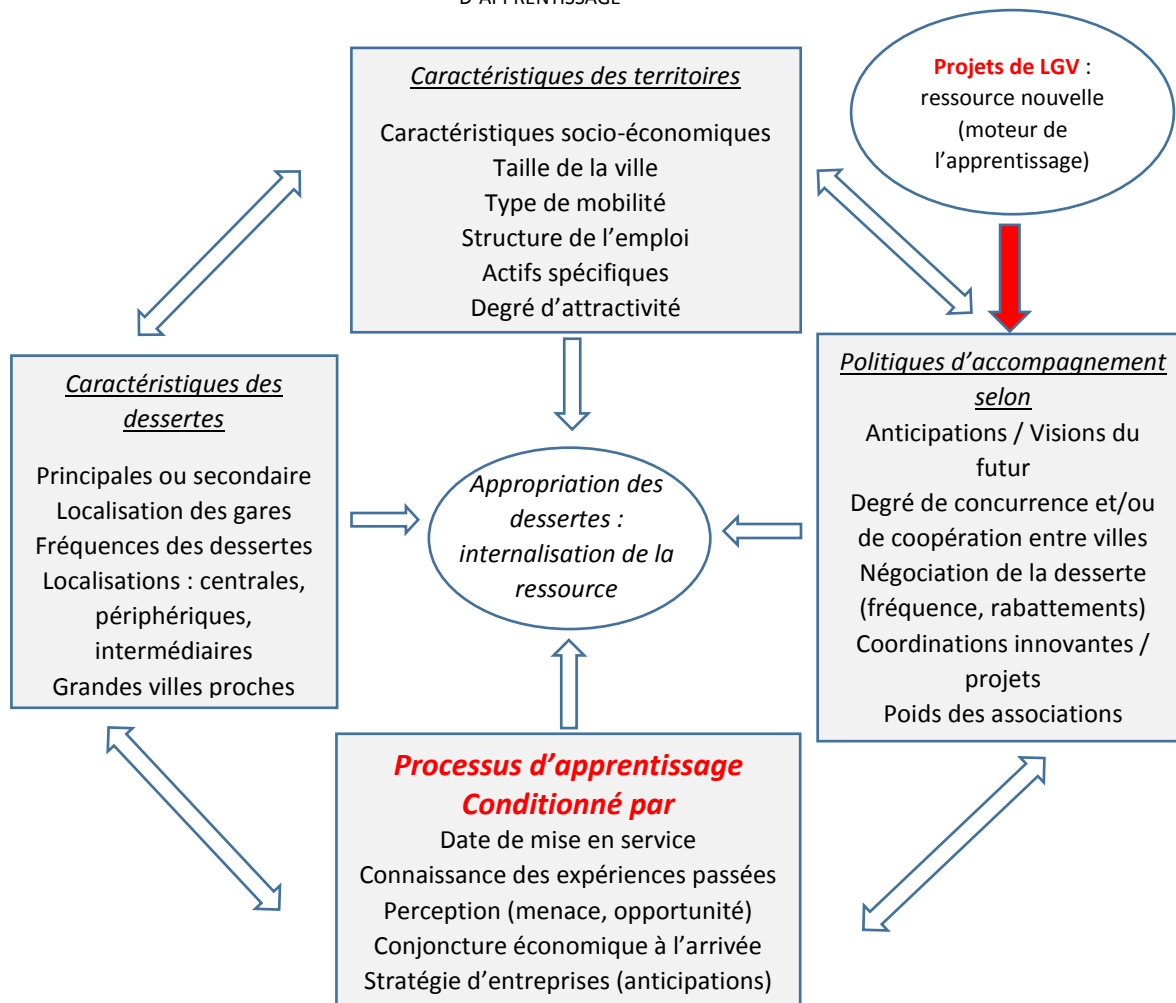 D'APPRENTISSAGE
Caractéristiques des territoires
Caractéristiques socio-économiques
Taille de la ville
Type de mobilité
Structure de l'emploi
Actifs spécifiques
Degré d'attractivité
Projets de LGV :
ressource nouvelle
(moteur de
l'apprentissage)
Caractéristiques des
dessertes
Principales ou secondaire
Localisation des gares
Fréquences des dessertes
Localisations : centrales,
périphériques,
intermédiaires
Grandes villes proches
Appropriation des
dessertes :
internalisation de la
ressource
Politiques d'accompagnement
selon
Anticipations / Visions du
futur
Degré de concurrence et/ou
de coopération entre villes
Négociation de la desserte
(fréquence, rabattements)
Coordinations innovantes /
projets
Poids des associations
Processus d'apprentissage
Conditionné par
Date de mise en service
Connaissance des expériences passées
Perception (menace, opportunité)
Conjoncture économique à l'arrivée
Stratégie d'entreprises (anticipations)